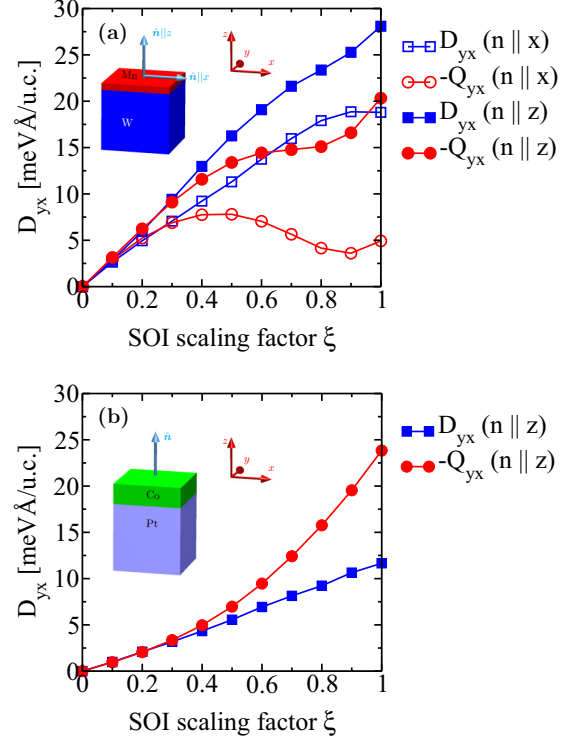 (a)
n̂||z
n̂||x
Mn
W
z
y
x
30
25
20
15
10
5
0
D_yx [meVÅ/u.c.]
0 0.2 0.4 0.6 0.8 1
SOI scaling factor ξ
D_yx (n || x)
-Q_yx (n || x)
D_yx (n || z)
-Q_yx (n || z)
(b)
n̂
Co
Pt
z
y
x
30
25
20
15
10
5
0
D_yx [meVÅ/u.c.]
0 0.2 0.4 0.6 0.8 1
SOI scaling factor ξ
D_yx (n || z)
-Q_yx (n || z)